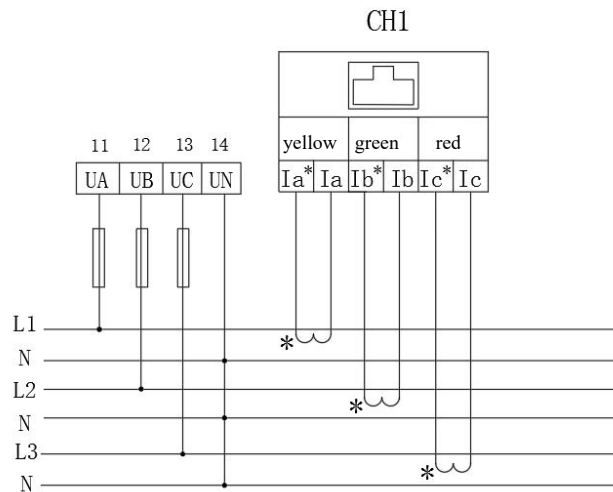 CH1
11 12 13 14
yellow green red
UA UB UC UN
Ia* Ia Ib* Ib Ic* Ic
L1
*
N
L2
*
N
L3
*
N